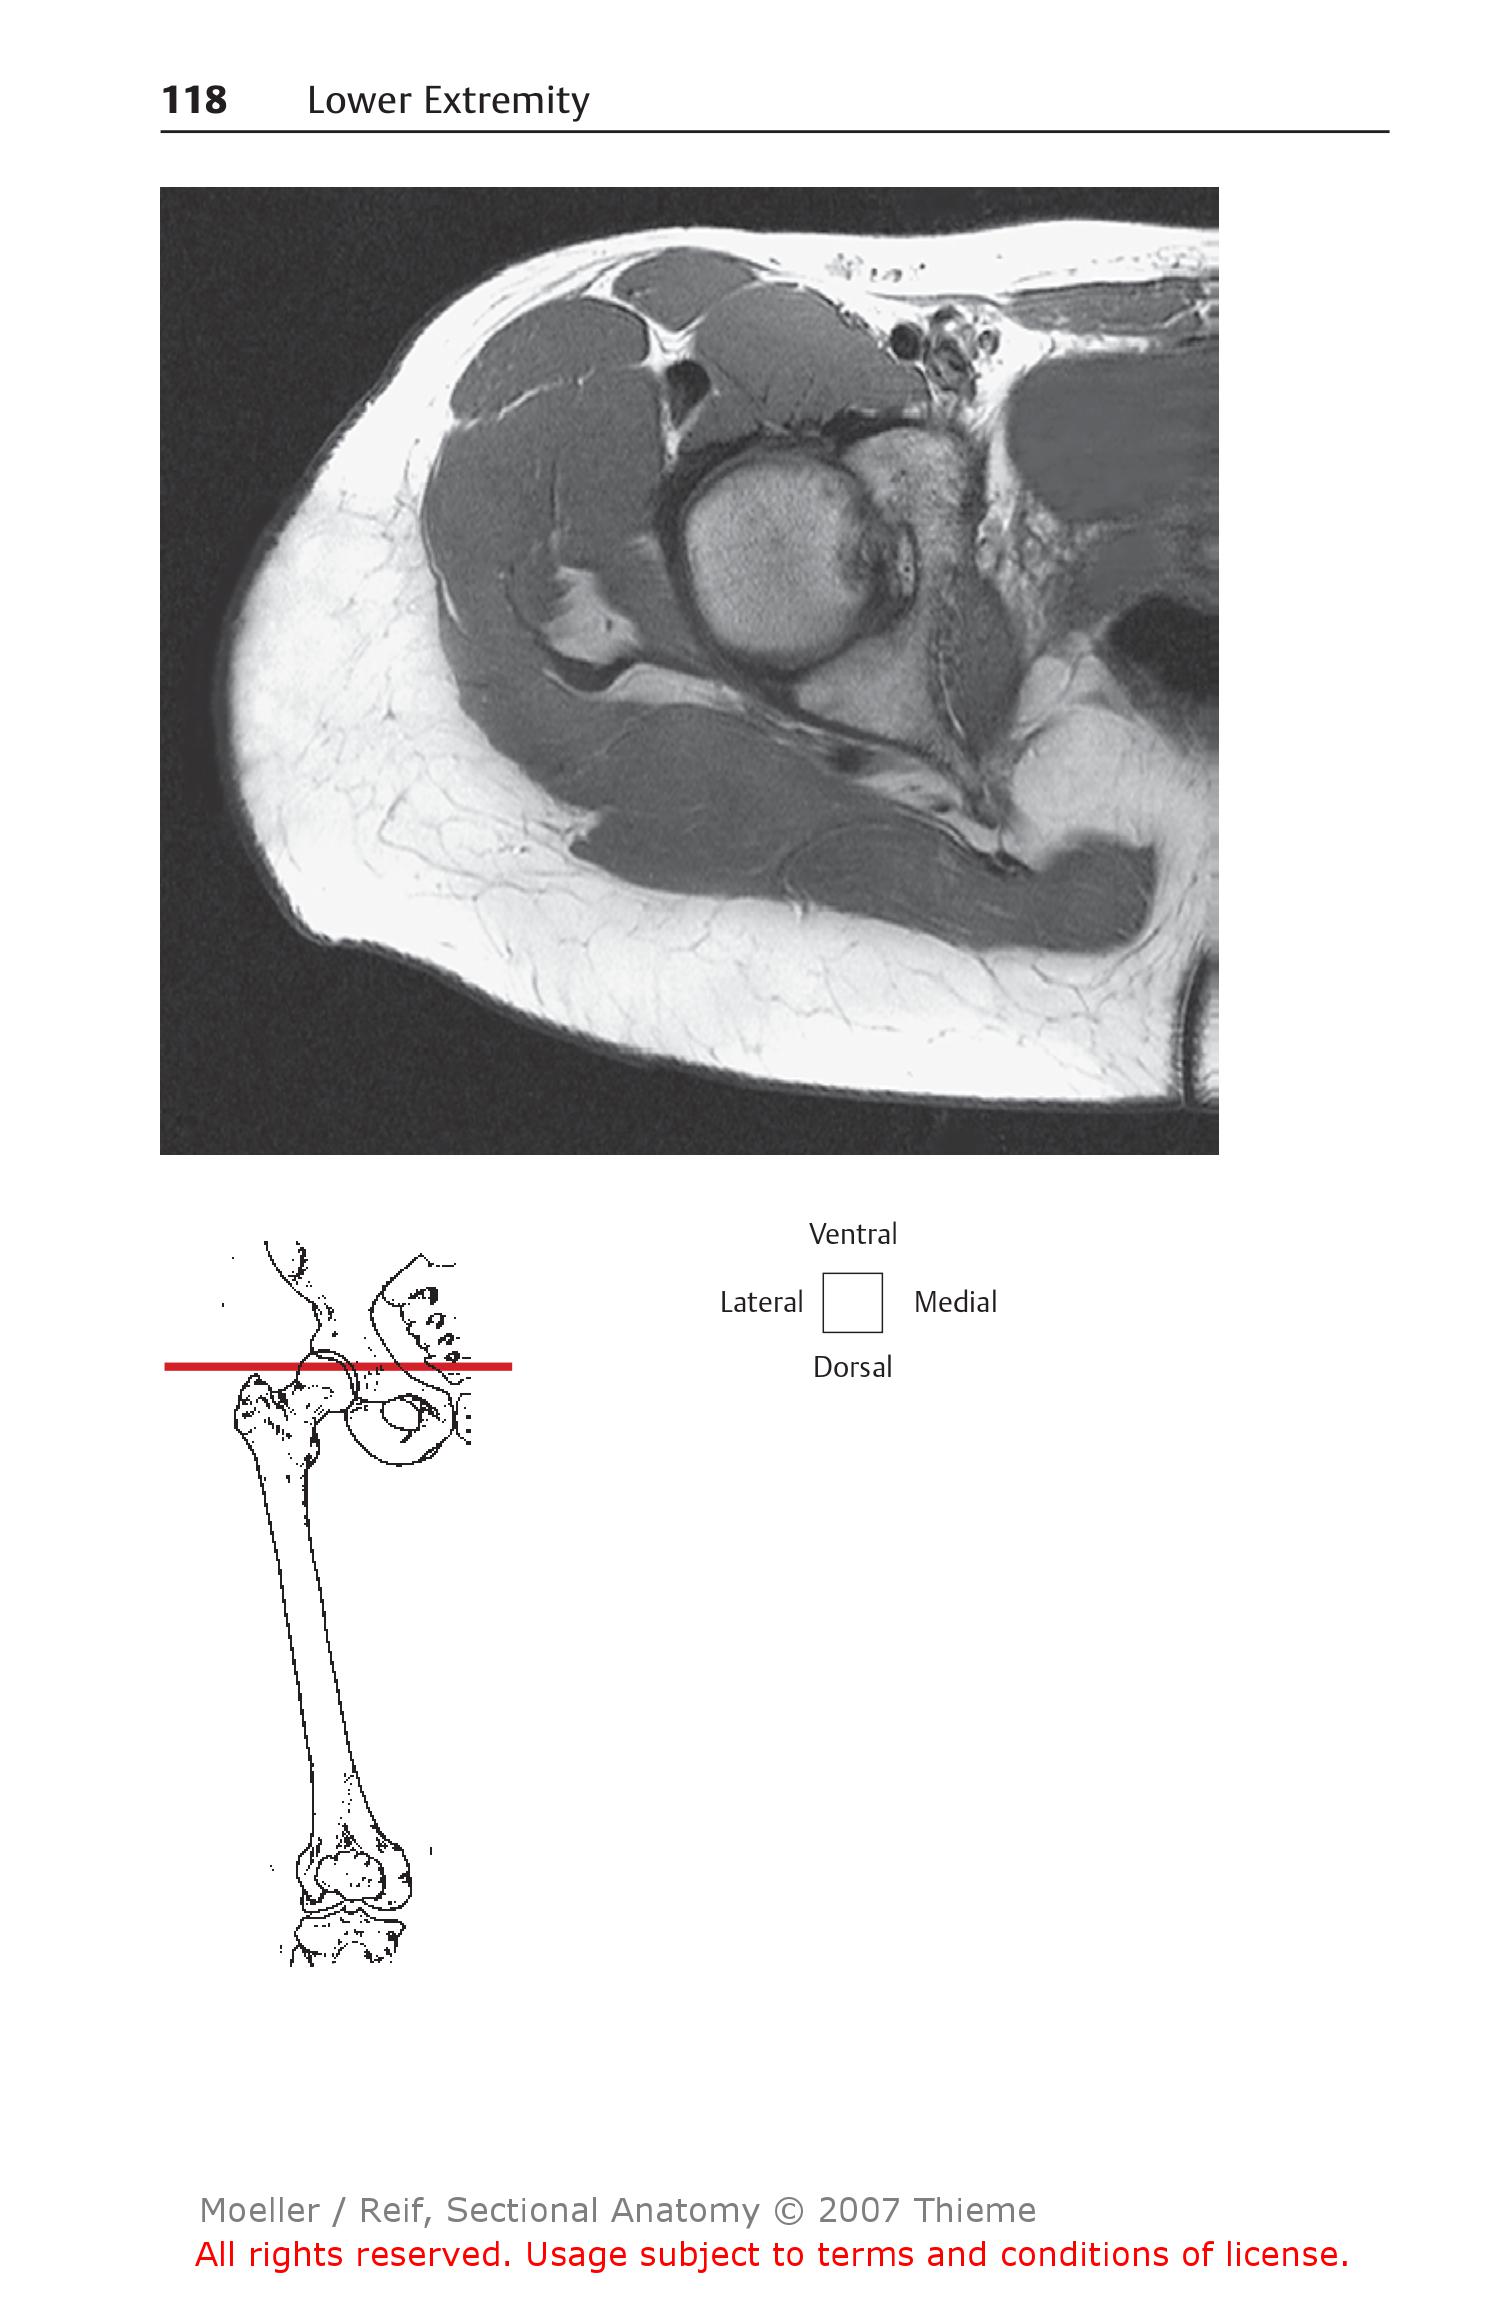 118 Lower Extremity
Ventral
Lateral Medial
Dorsal
Moeller / Reif, Sectional Anatomy © 2007 Thieme
All rights reserved. Usage subject to terms and conditions of license.